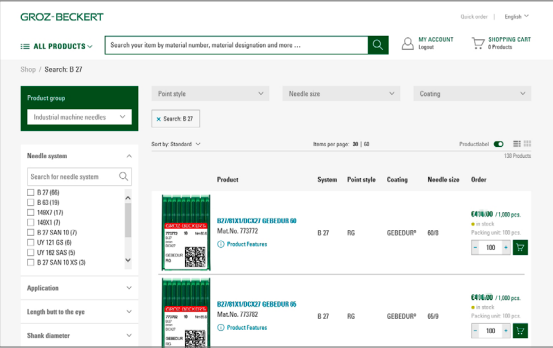 GROZ-BECKERT
Quick order | English
ALL PRODUCTS
Search your item by material number, material designation and more ...
MY ACCOUNT
Logout
SHOPPING CART
0 Products
Shop / Search: B 27
Product group
Industrial machine needles
Point style
Needle size
Coating
× Search: B 27
Sort by: Standard
Items per page: 30 | 60
Productlabel
130 Products
Needle system
Search for needle system
B 27 (66)
B 63 (19)
149X7 (17)
149X1 (7)
B 27 SAN 10 (7)
UY 121 GS (6)
UY 162 SAS (5)
B 27 SAN 10 XS (3)
Application
Length butt to the eye
Shank diameter
Product System Point style Coating Needle size Order
GROZ-BECKERT
B27/81X1/DCX27 GEBEDUR 60
Mat.No. 773772
Product Features
B 27 RG GEBEDUR® 60/8
/1,000 pcs.
in stock
Packing unit: 100 pcs.
- 100 +
GROZ-BECKERT
B27/81X1/DCX27 GEBEDUR 65
Mat.No. 773782
Product Features
B 27 RG GEBEDUR® 65/9
/1,000 pcs.
in stock
Packing unit: 100 pcs.
- 100 +